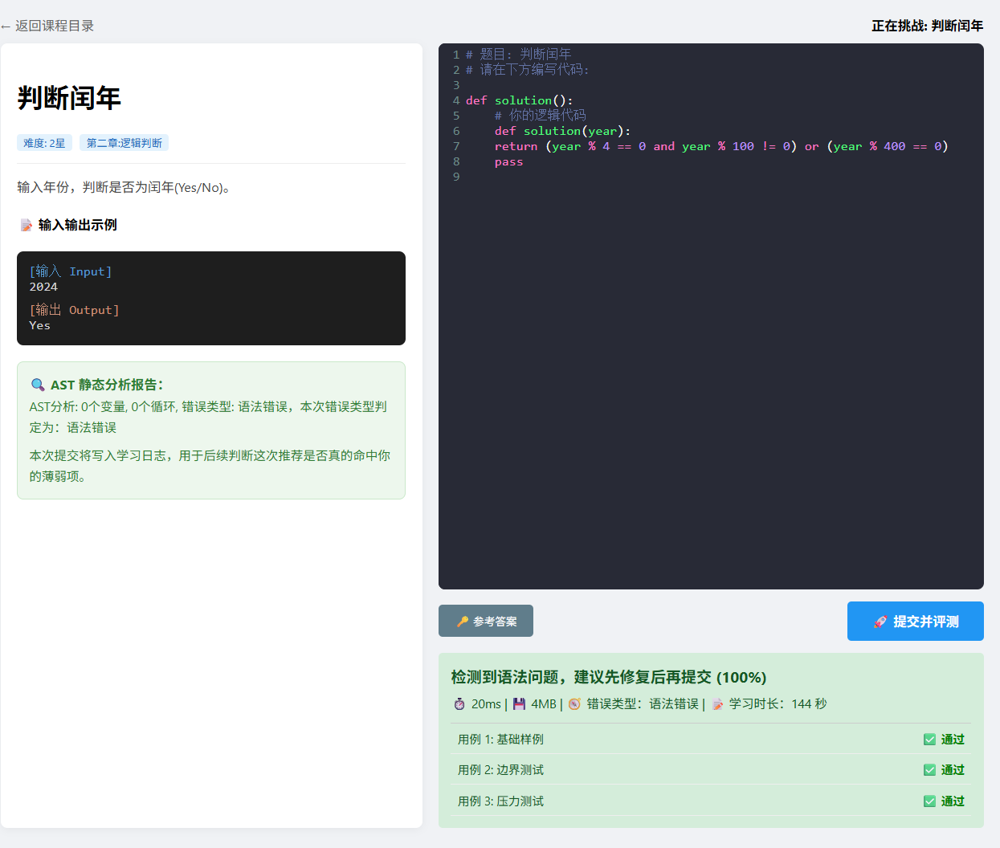 ← 返回课程目录
正在挑战: 判断闰年
判断闰年
难度: 2星
第二章:逻辑判断
输入年份，判断是否为闰年(Yes/No)。
📝 输入输出示例
[输入 Input]
2024
[输出 Output]
Yes
🔍 AST 静态分析报告：
AST分析: 0个变量, 0个循环, 错误类型: 语法错误，本次错误类型判
定为：语法错误
本次提交将写入学习日志，用于后续判断这次推荐是否真的命中你
的薄弱项。
1 # 题目: 判断闰年
2 # 请在下方编写代码:
3
4 def solution():
5     # 你的逻辑代码
6     def solution(year):
7     return (year % 4 == 0 and year % 100 != 0) or (year % 400 == 0)
8     pass
9
🔑 参考答案
🚀 提交并评测
检测到语法问题，建议先修复后再提交 (100%)
⏱ 20ms | 💾 4MB | 🧭 错误类型：语法错误 | 📝 学习时长：144 秒
用例 1: 基础样例
✅ 通过
用例 2: 边界测试
✅ 通过
用例 3: 压力测试
✅ 通过